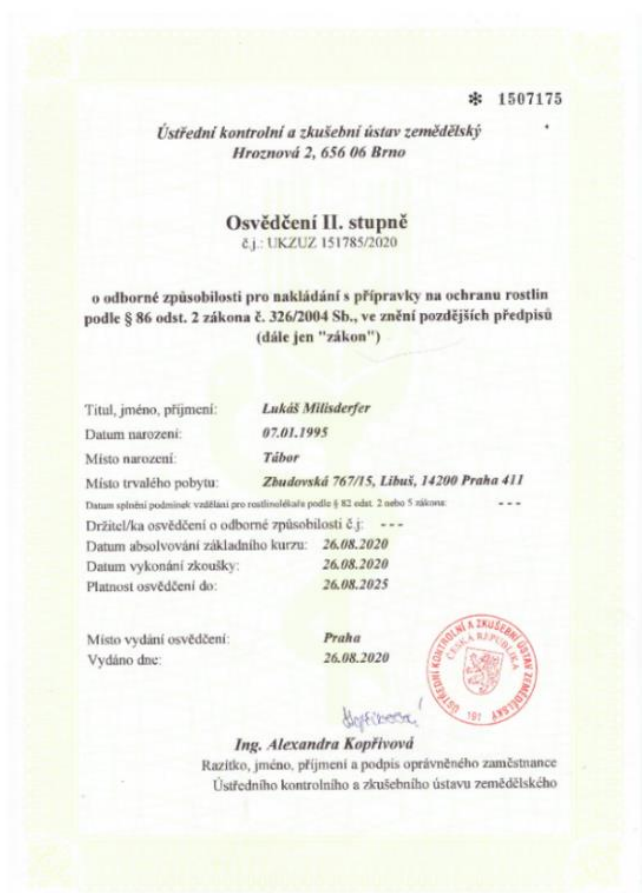 ✻ 1507175
Ústřední kontrolní a zkušební ústav zemědělský
Hroznová 2, 656 06 Brno
Osvědčení II. stupně
č.j.: UKZUZ 151785/2020
o odborné způsobilosti pro nakládání s přípravky na ochranu rostlin
podle § 86 odst. 2 zákona č. 326/2004 Sb., ve znění pozdějších předpisů
(dále jen "zákon")
Titul, jméno, příjmení: Lukáš Milisderfer
Datum narození: 07.01.1995
Místo narození: Tábor
Místo trvalého pobytu: Zbudovská 767/15, Libuš, 14200 Praha 411
Datum splnění podmínek vzdělání pro rostlinolékaře podle § 82 odst. 2 nebo 5 zákona: - - -
Držitel/ka osvědčení o odborné způsobilosti č.j: - - -
Datum absolvování základního kurzu: 26.08.2020
Datum vykonání zkoušky: 26.08.2020
Platnost osvědčení do: 26.08.2025
Místo vydání osvědčení: Praha
Vydáno dne: 26.08.2020
ÚSTŘEDNÍ KONTROLNÍ A ZKUŠEBNÍ ÚSTAV ZEMĚDĚLSKÝ
ČESKÁ REPUBLIKA
191
Ing. Alexandra Kopřivová
Razítko, jméno, příjmení a podpis oprávněného zaměstnance
Ústředního kontrolního a zkušebního ústavu zemědělského